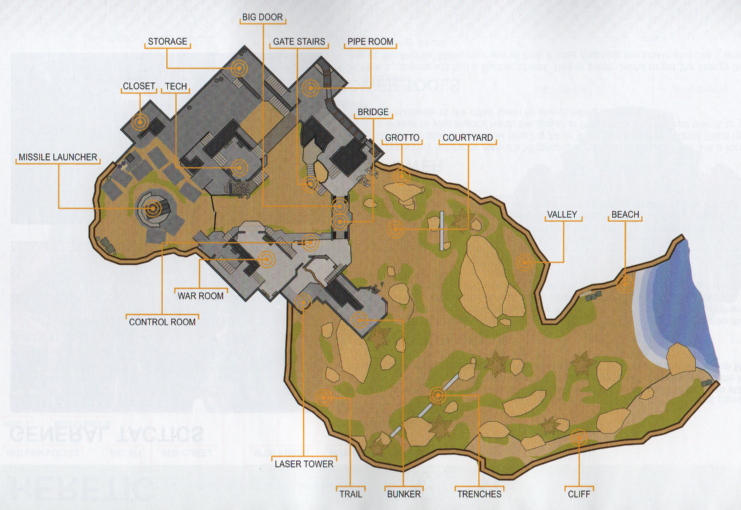 BIG DOOR
STORAGE
GATE STAIRS
PIPE ROOM
CLOSET
TECH
BRIDGE
GROTTO
COURTYARD
MISSILE LAUNCHER
VALLEY
BEACH
WAR ROOM
CONTROL ROOM
LASER TOWER
TRAIL
BUNKER
TRENCHES
CLIFF
GENERAL TACTICS
HERETIC